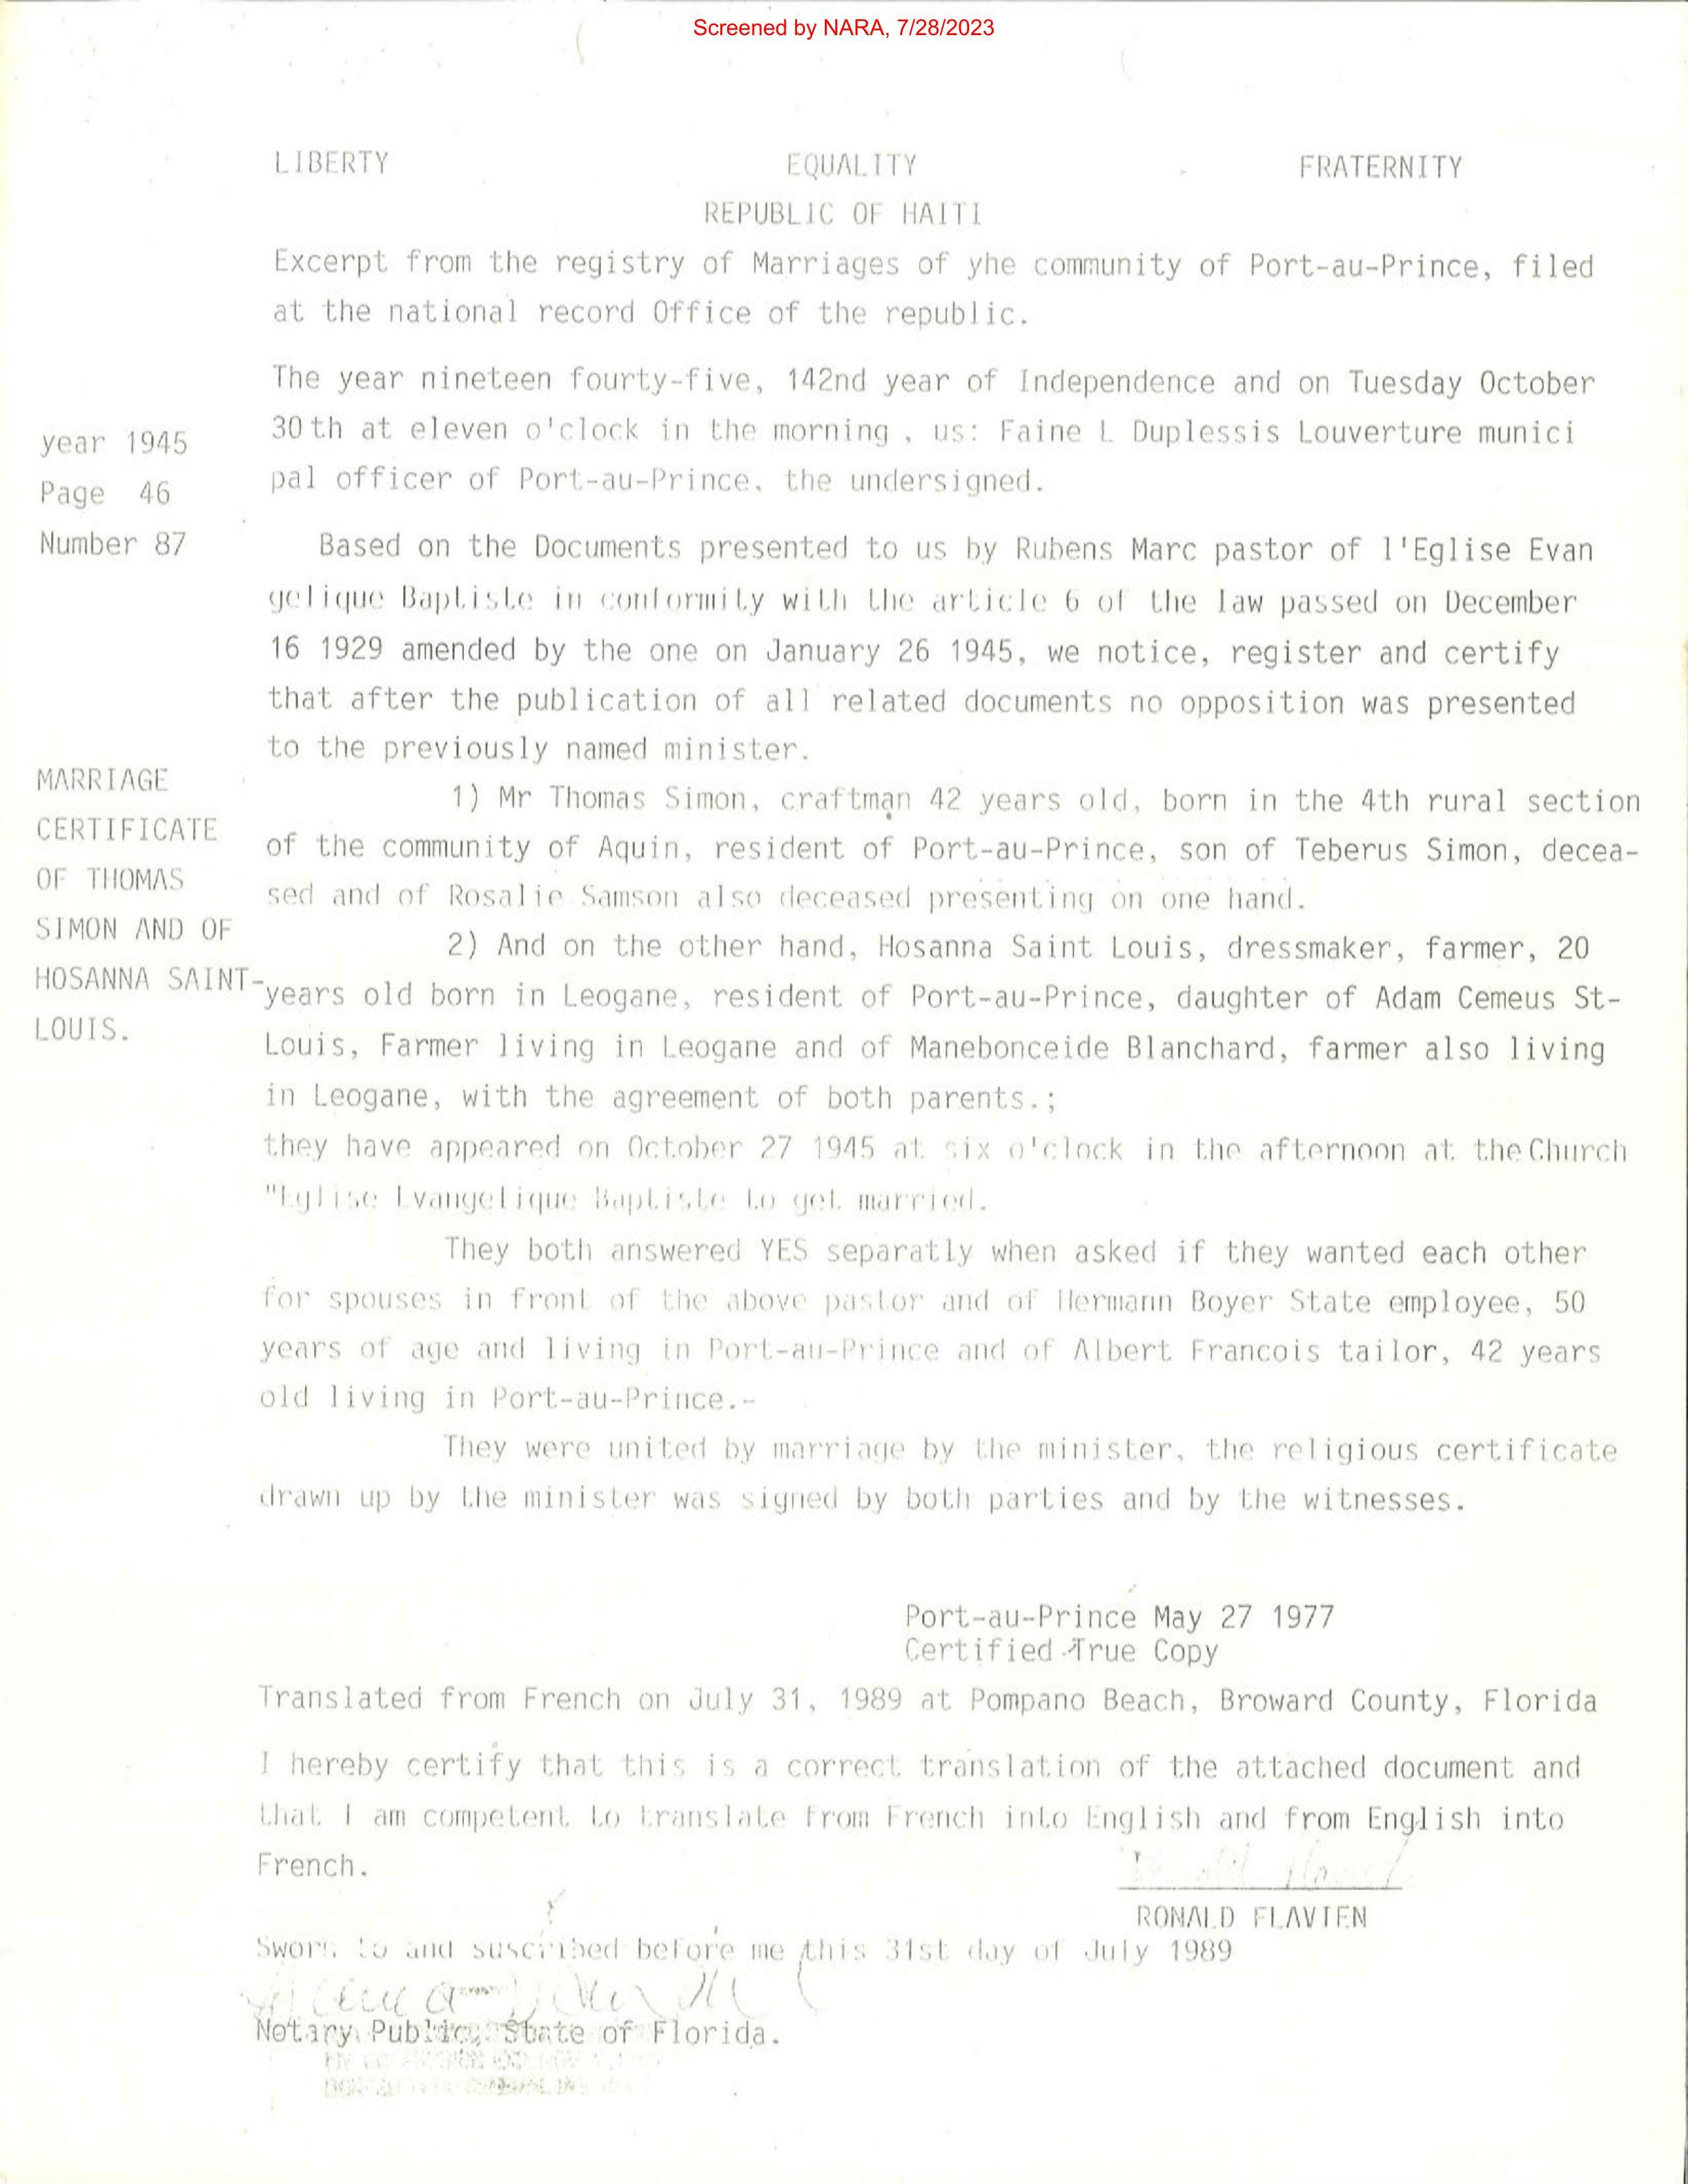 Screened by NARA, 7/28/2023
LIBERTY EQUALITY FRATERNITY
REPUBLIC OF HAITI
Excerpt from the registry of Marriages of yhe community of Port-au-Prince, filed
at the national record Office of the republic.
The year nineteen fourty-five, 142nd year of Independence and on Tuesday October
30th at eleven o'clock in the morning , us: Faine L Duplessis Louverture munici
pal officer of Port-au-Prince. the undersigned.
year 1945
Page 46
Number 87
Based on the Documents presented to us by Rubens Marc pastor of l'Eglise Evan
gelique Baptiste in conformity with the article 6 of the law passed on December
16 1929 amended by the one on January 26 1945, we notice, register and certify
that after the publication of all related documents no opposition was presented
to the previously named minister.
MARRIAGE
CERTIFICATE
OF THOMAS
SIMON AND OF
HOSANNA SAINT-
LOUIS.
1) Mr Thomas Simon, craftman 42 years old, born in the 4th rural section
of the community of Aquin, resident of Port-au-Prince, son of Teberus Simon, decea-
sed and of Rosalie Samson also deceased presenting on one hand.
2) And on the other hand, Hosanna Saint Louis, dressmaker, farmer, 20
years old born in Leogane, resident of Port-au-Prince, daughter of Adam Cemeus St-
Louis, Farmer living in Leogane and of Manebonceide Blanchard, farmer also living
in Leogane, with the agreement of both parents.;
they have appeared on October 27 1945 at six o'clock in the afternoon at the Church
"Eglise Evangelique Baptiste to get married.
They both answered YES separatly when asked if they wanted each other
for spouses in front of the above pastor and of Hermann Boyer State employee, 50
years of age and living in Port-au-Prince and of Albert Francois tailor, 42 years
old living in Port-au-Prince.-
They were united by marriage by the minister, the religious certificate
drawn up by the minister was signed by both parties and by the witnesses.
Port-au-Prince May 27 1977
Certified True Copy
Translated from French on July 31, 1989 at Pompano Beach, Broward County, Florida
I hereby certify that this is a correct translation of the attached document and
that I am competent to translate from French into English and from English into
French.
RONALD FLAVIEN
Sworn to and suscribed before me this 31st day of July 1989
Notary Public, State of Florida.